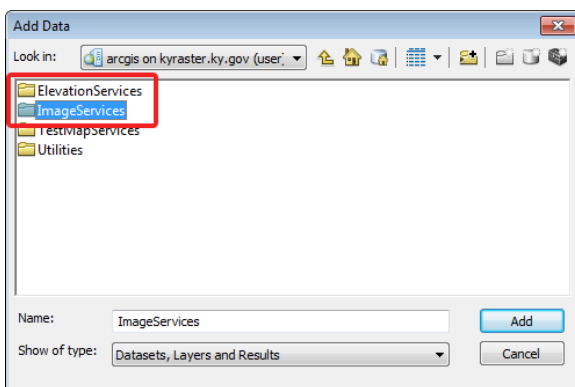 Add Data
Look in: arcgis on kyraster.ky.gov (user)
ElevationServices
ImageServices
TestMapServices
Utilities
Name: ImageServices Add
Show of type: Datasets, Layers and Results Cancel